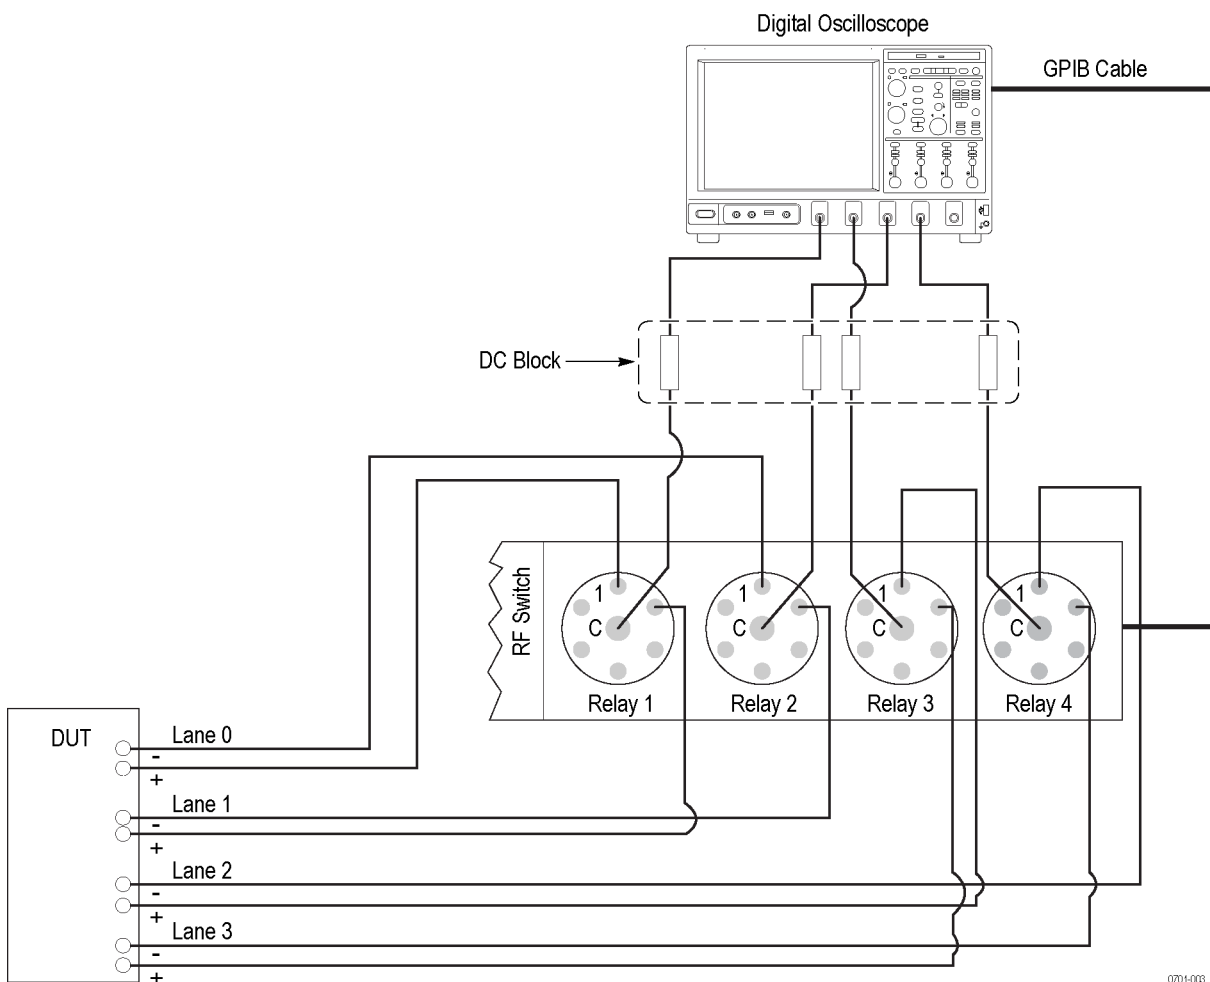 Digital Oscilloscope
GPIB Cable
DC Block
RF Switch
1
C
Relay 1
1
C
Relay 2
1
C
Relay 3
1
C
Relay 4
DUT
Lane 0
-
+
Lane 1
-
+
Lane 2
-
+
Lane 3
-
+
0701-003